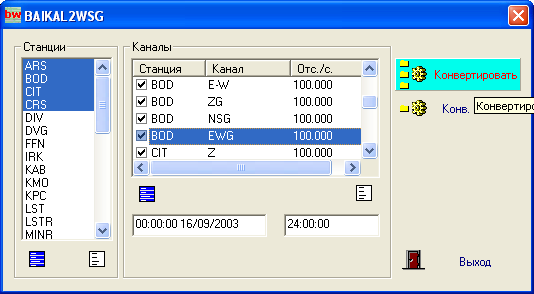 bw BAIKAL2WSG
Станции
ARS
BOD
CIT
CRS
DIV
DVG
FFN
IRK
KAB
KMO
KPC
LST
LSTR
MINR
Каналы
Станция Канал Отс./с.
BOD E-W 100.000
BOD ZG 100.000
BOD NSG 100.000
BOD EWG 100.000
CIT Z 100.000
00:00:00 16/09/2003 24:00:00
Конвертировать
Конв. Конвертиро
Выход